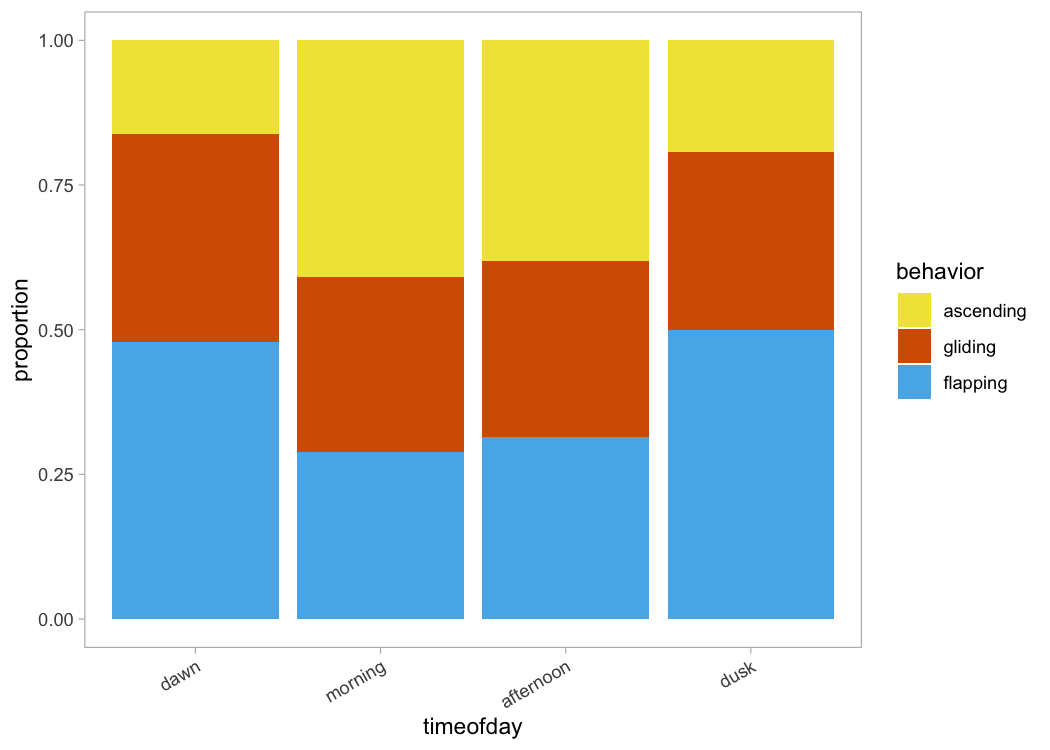 1.00
0.75
0.50
0.25
0.00
proportion
dawn
morning
afternoon
dusk
timeofday
behavior
ascending
gliding
flapping